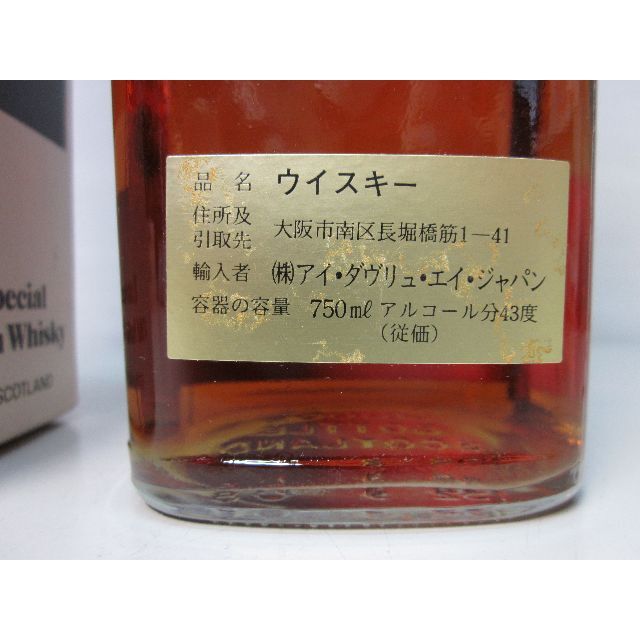 品名 ウイスキー
住所及
引取先 大阪市南区長堀橋筋1―41
輸入者 ㈱アイ・ダヴリュ・エイ・ジャパン
容器の容量 750mℓ アルコール分43度
(従価)
pecial
Whisky
SCOTLAND